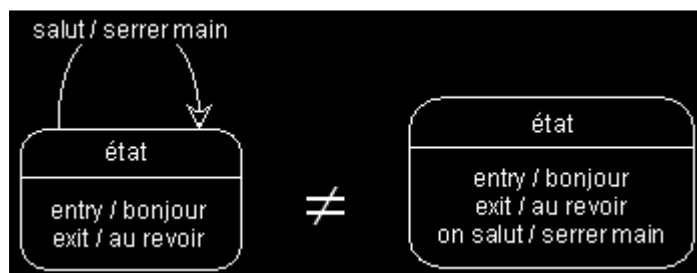 salut / serrer main
état
entry / bonjour
exit / au revoir
≠
état
entry / bonjour
exit / au revoir
on salut / serrer main